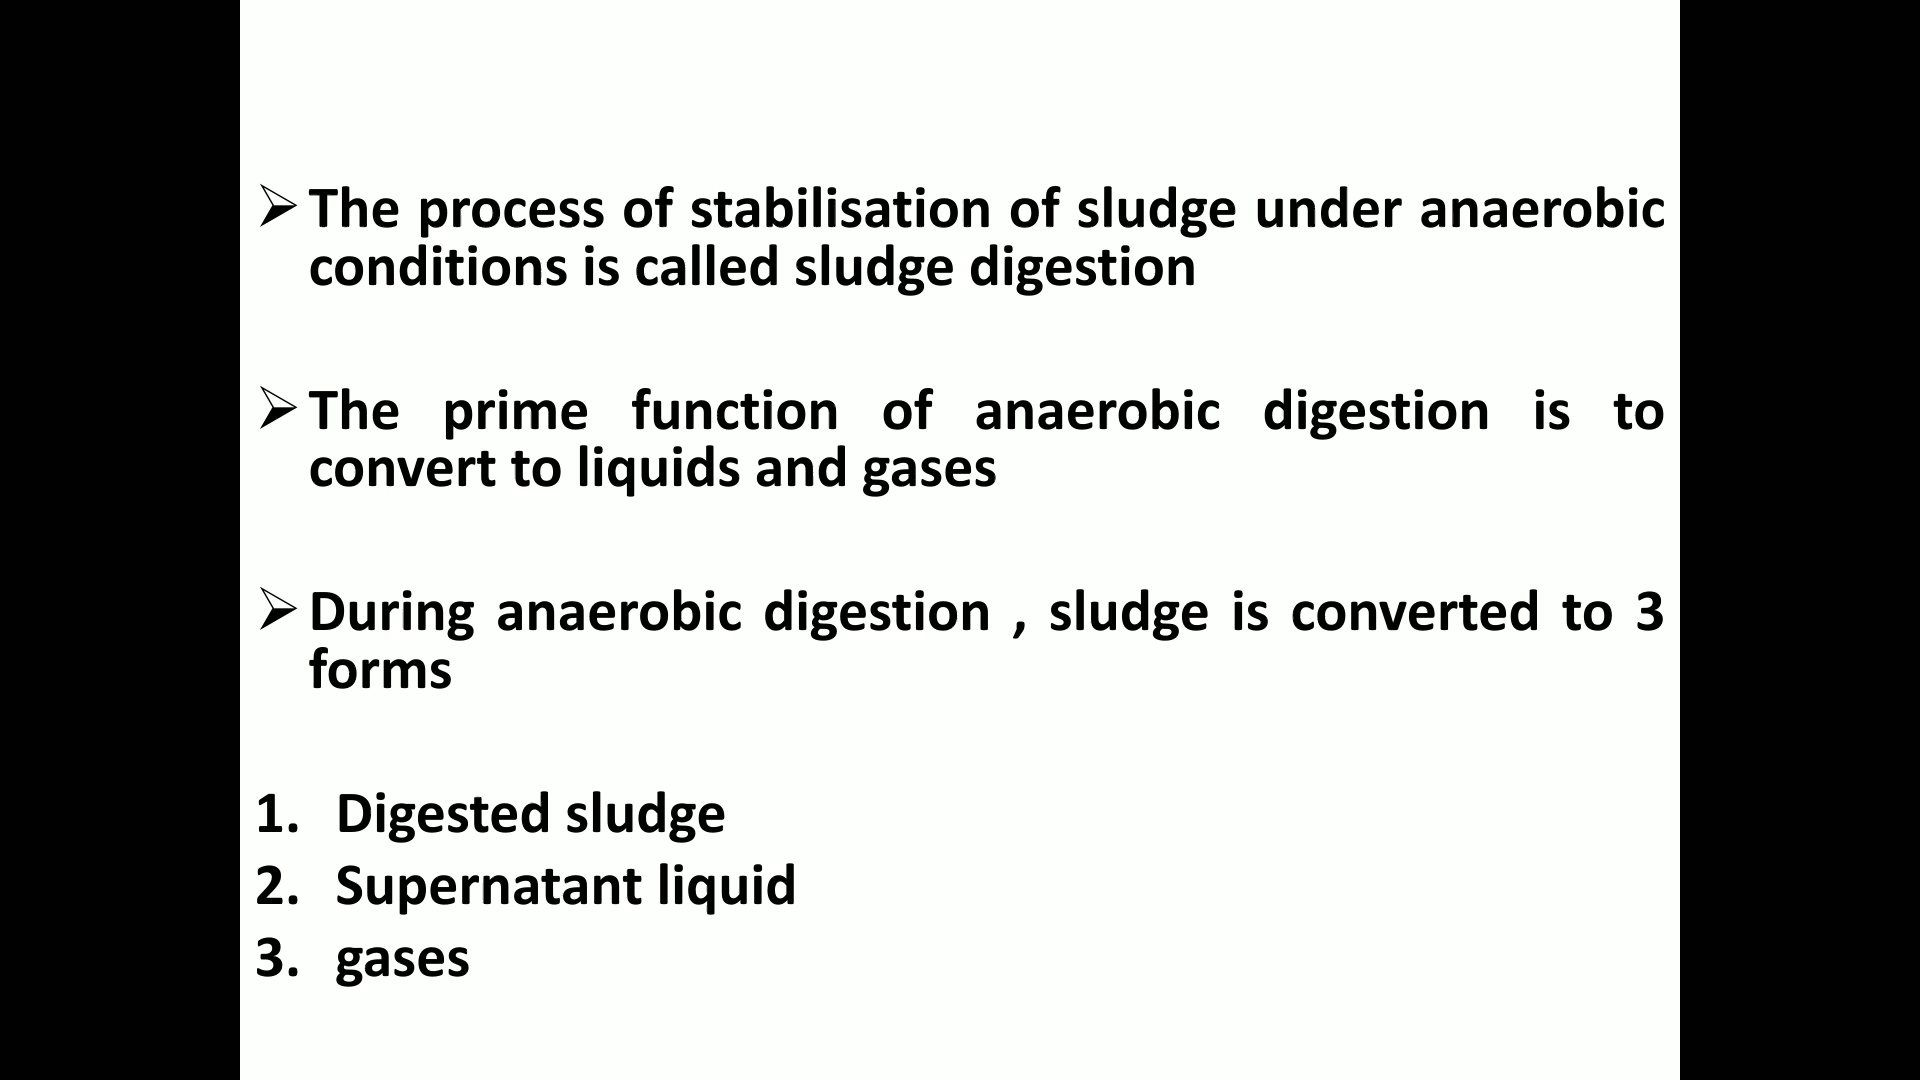 ➢ The process of stabilisation of sludge under anaerobic
conditions is called sludge digestion
➢ The prime function of anaerobic digestion is to
convert to liquids and gases
➢ During anaerobic digestion , sludge is converted to 3
forms
1. Digested sludge
2. Supernatant liquid
3. gases